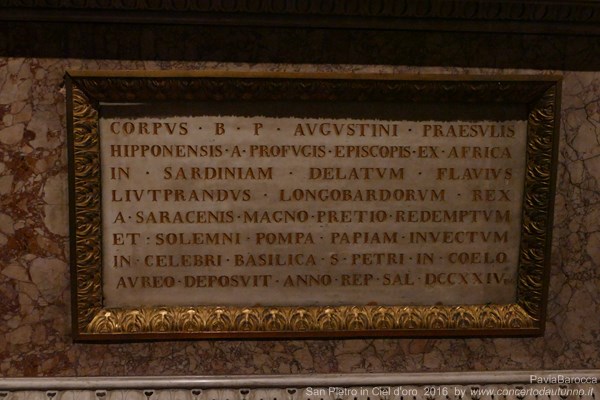 CORPVS · B · P · AVGVSTINI · PRAESVLIS
HIPPONENSIS · A · PROFVGIS · EPISCOPIS · EX · AFRICA
IN · SARDINIAM · DELATVM · FLAVIVS
LIVTPRANDVS · LONGOBARDORVM · REX
A · SARACENIS · MAGNO · PRETIO · REDEMPTVM
ET · SOLEMNI · POMPA · PAPIAM · INVECTVM
IN · CELEBRI · BASILICA · S · PETRI · IN · COELO
AVREO · DEPOSVIT · ANNO · REP · SAL · DCCXXIV
PaviaBarocca
San Pietro in Ciel d'oro 2016 by www.concertodautunno.it